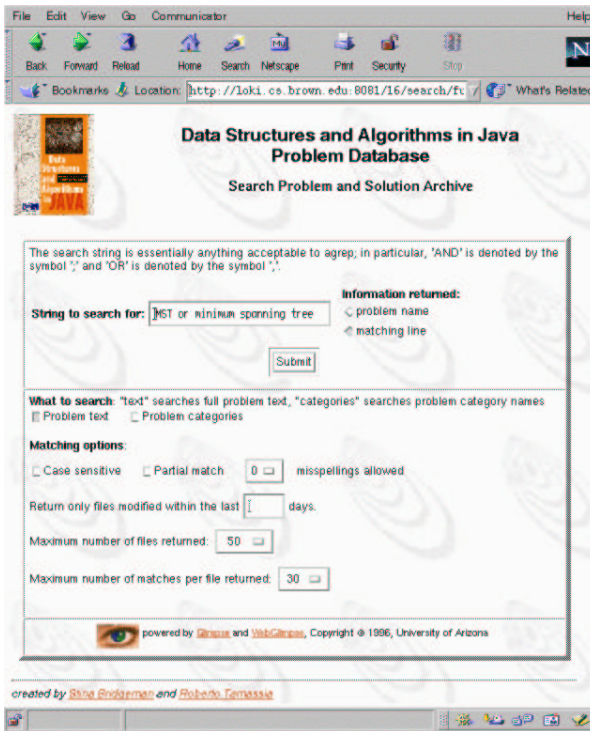 File Edit View Go Communicator Help
Back Forward Reload Home Search Netscape Print Security Stop
Bookmarks Location: http://loki.cs.brown.edu:8081/16/search/fu What's Related
Data
Structures
and
Algorithms
in JAVA
Data Structures and Algorithms in Java
Problem Database
Search Problem and Solution Archive
The search string is essentially anything acceptable to agrep; in particular, 'AND' is denoted by the
symbol ';' and 'OR' is denoted by the symbol ','.
Information returned:
String to search for: MST or minimum spanning tree problem name
matching line
Submit
What to search: "text" searches full problem text, "categories" searches problem category names
Problem text Problem categories
Matching options:
Case sensitive Partial match 0 misspellings allowed
Return only files modified within the last days.
Maximum number of files returned: 50
Maximum number of matches per file returned: 30
powered by Glimpse and WebGlimpse, Copyright © 1996, University of Arizona
created by Stina Bridgeman and Roberto Tamassia